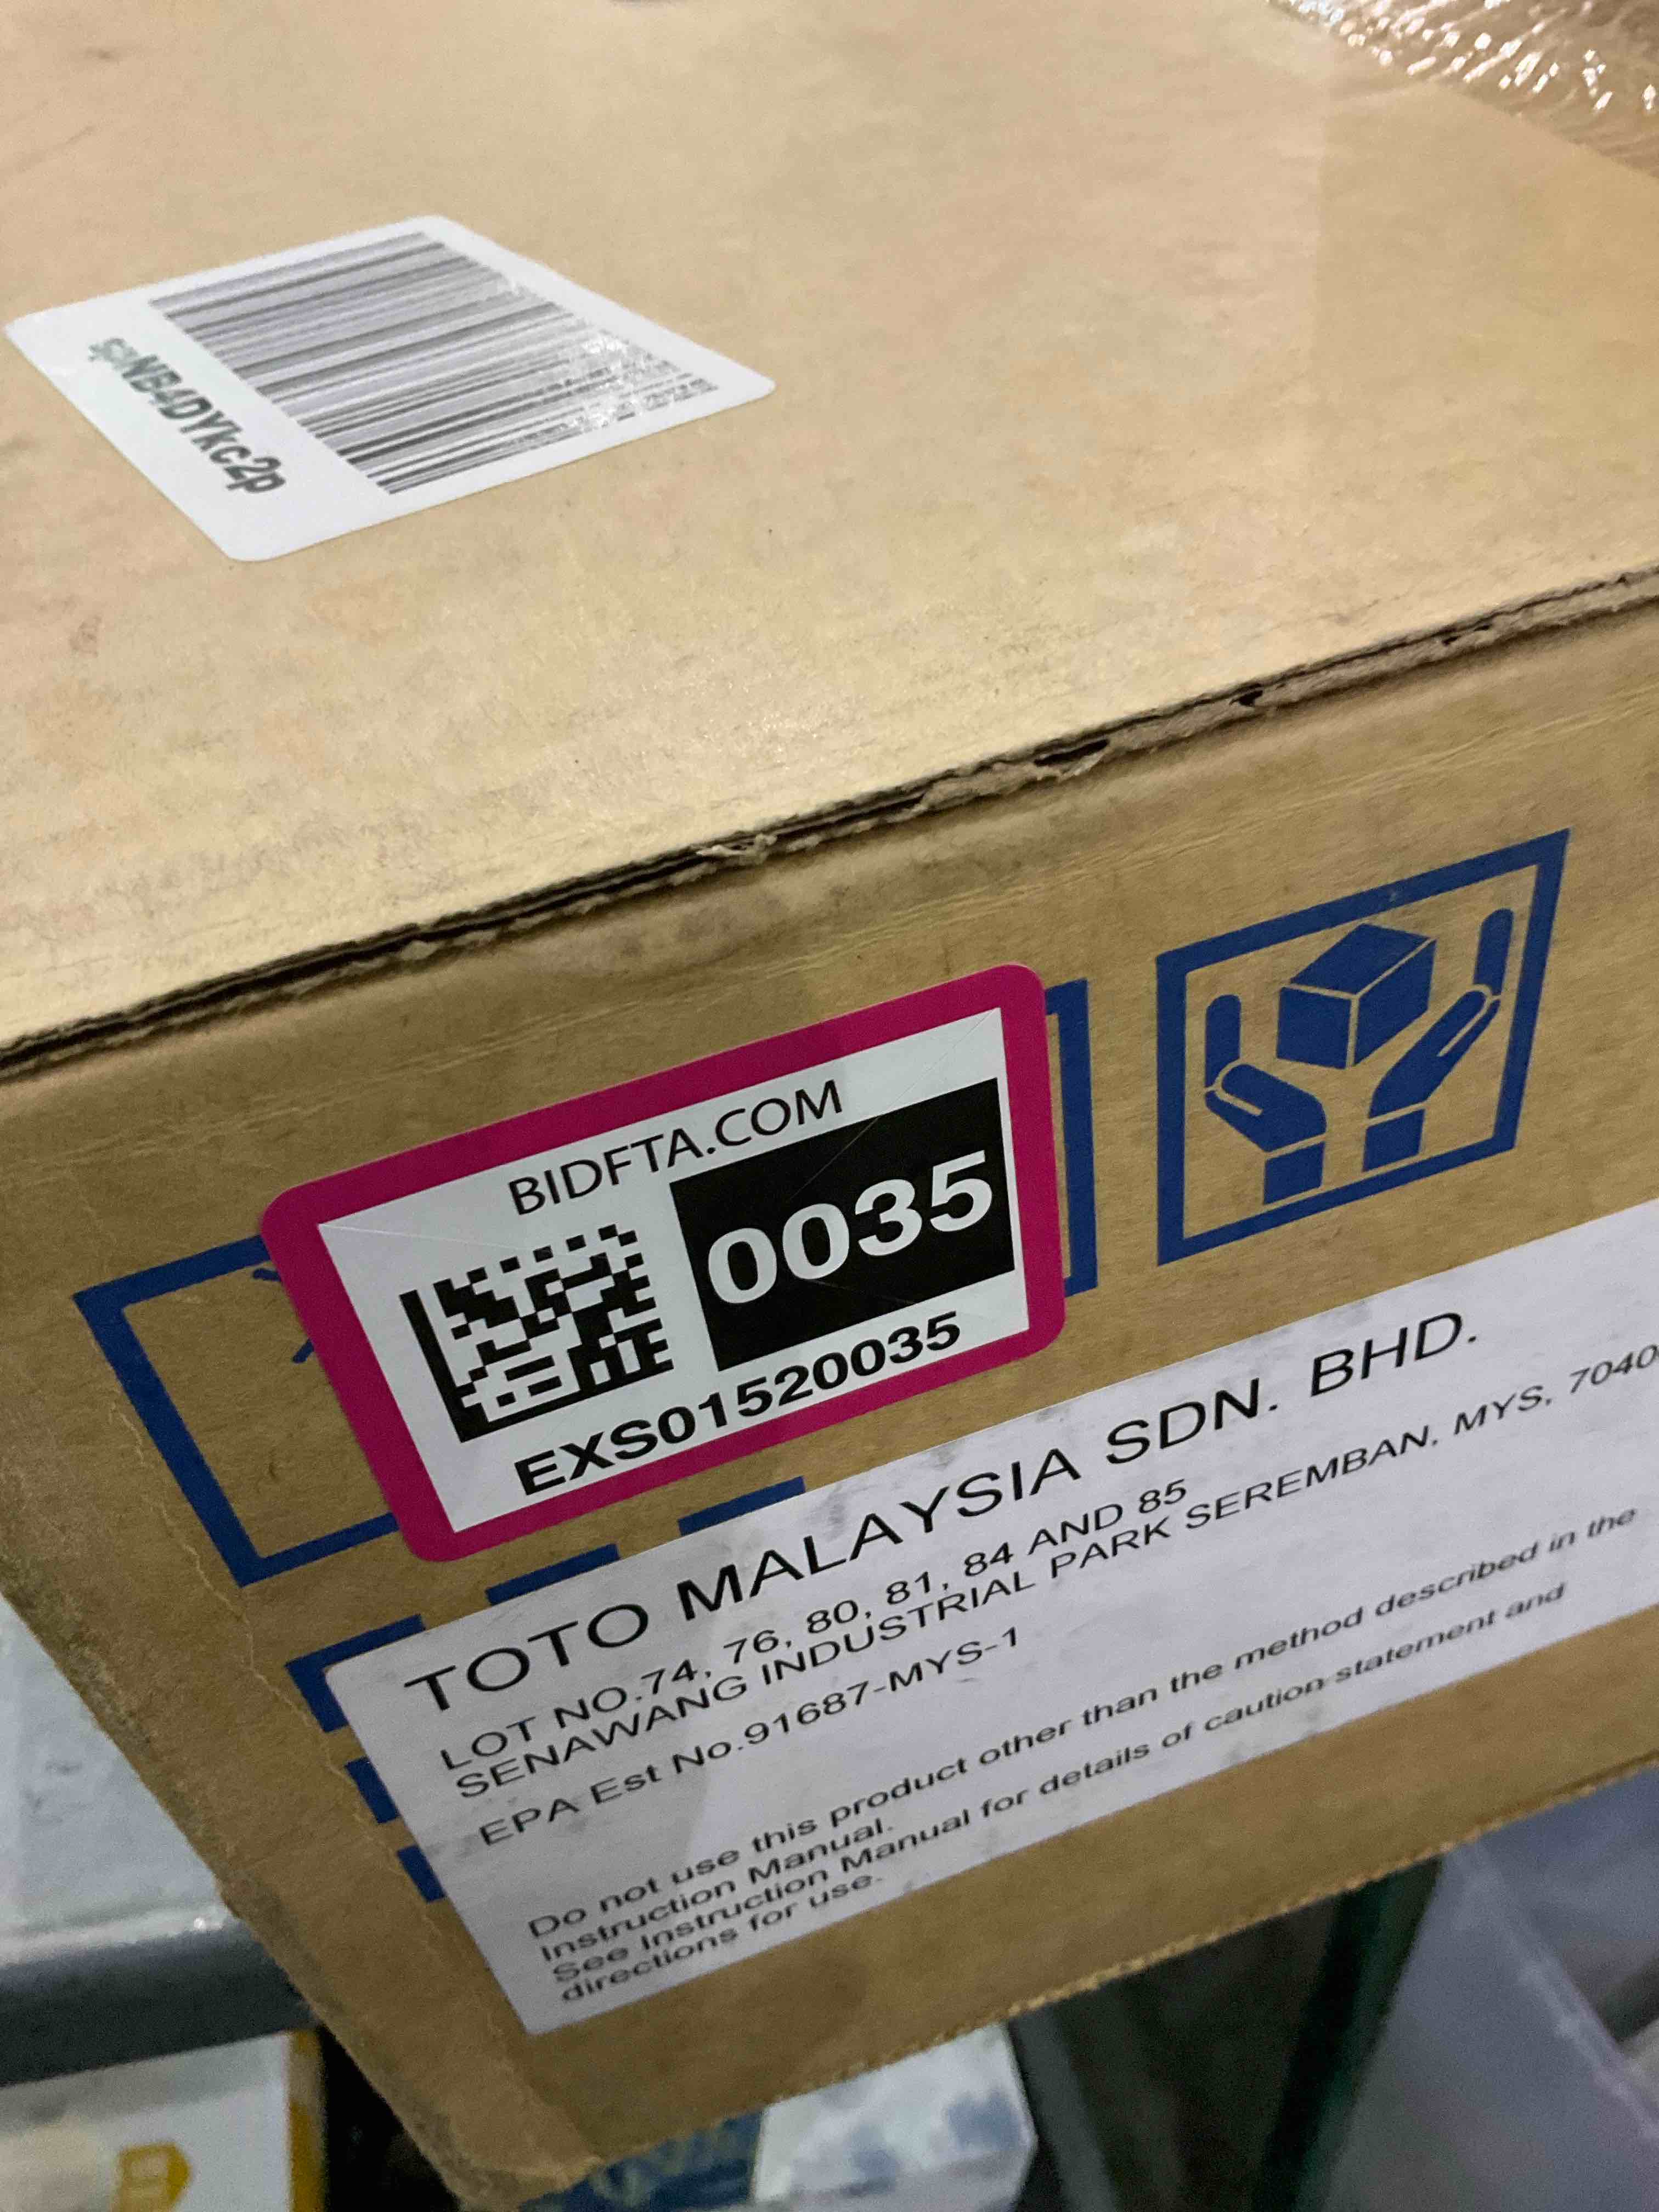 spNB4DYkc2p
BIDFTA.COM
0035
EXS01520035
TOTO MALAYSIA SDN. BHD.
LOT NO.74, 76, 80, 81, 84 AND 85
SENAWANG INDUSTRIAL PARK SEREMBAN, MYS, 7040
EPA Est No.91687-MYS-1
Do not use this product other than the method described in the
Instruction Manual.
See Instruction Manual for details of caution statement and
directions for use.